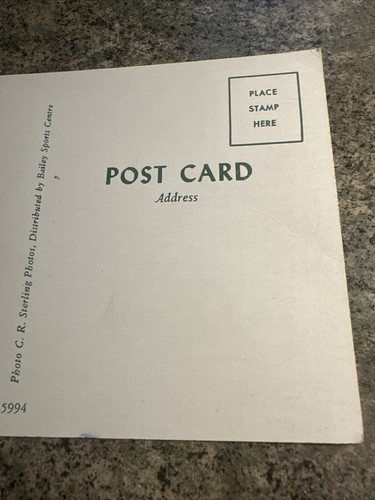 PLACE
STAMP
HERE
POST CARD
Address
Photo C. R. Sterling Photos, Distributed by Bailey Sports Centre
5994